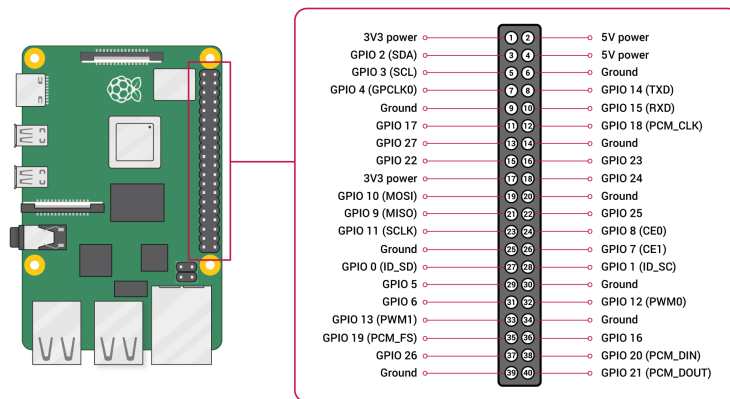 3V3 power 1 2 5V power
GPIO 2 (SDA) 3 4 5V power
GPIO 3 (SCL) 5 6 Ground
GPIO 4 (GPCLK0) 7 8 GPIO 14 (TXD)
Ground 9 10 GPIO 15 (RXD)
GPIO 17 11 12 GPIO 18 (PCM_CLK)
GPIO 27 13 14 Ground
GPIO 22 15 16 GPIO 23
3V3 power 17 18 GPIO 24
GPIO 10 (MOSI) 19 20 Ground
GPIO 9 (MISO) 21 22 GPIO 25
GPIO 11 (SCLK) 23 24 GPIO 8 (CE0)
Ground 25 26 GPIO 7 (CE1)
GPIO 0 (ID_SD) 27 28 GPIO 1 (ID_SC)
GPIO 5 29 30 Ground
GPIO 6 31 32 GPIO 12 (PWM0)
GPIO 13 (PWM1) 33 34 Ground
GPIO 19 (PCM_FS) 35 36 GPIO 16
GPIO 26 37 38 GPIO 20 (PCM_DIN)
Ground 39 40 GPIO 21 (PCM_DOUT)